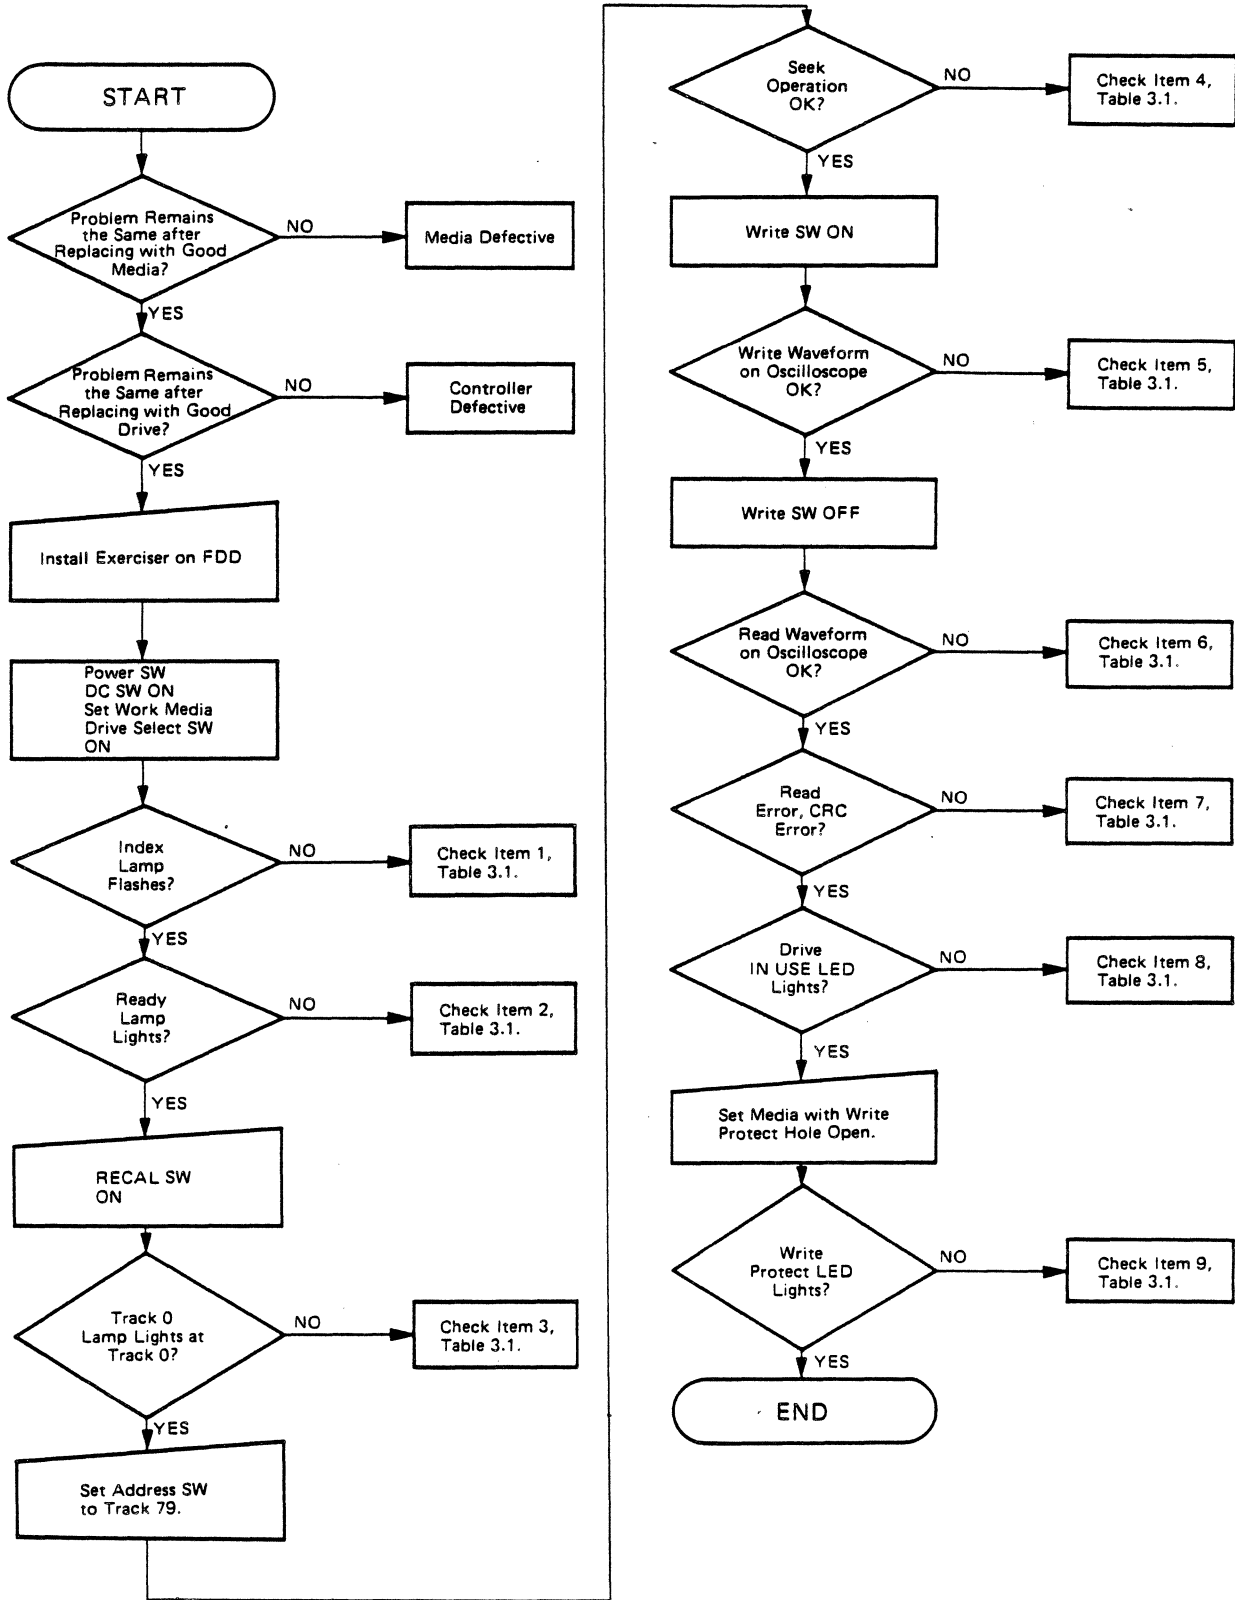 START
Problem Remains
the Same after
Replacing with Good
Media?
NO
Media Defective
YES
Problem Remains
the Same after
Replacing with Good
Drive?
NO
Controller
Defective
YES
Install Exerciser on FDD
Power SW
DC SW ON
Set Work Media
Drive Select SW
ON
Index
Lamp
Flashes?
NO
Check Item 1,
Table 3.1.
YES
Ready
Lamp
Lights?
NO
Check Item 2,
Table 3.1.
YES
RECAL SW
ON
Track 0
Lamp Lights at
Track 0?
NO
Check Item 3,
Table 3.1.
YES
Set Address SW
to Track 79.
Seek
Operation
OK?
NO
Check Item 4,
Table 3.1.
YES
Write SW ON
Write Waveform
on Oscilloscope
OK?
NO
Check Item 5,
Table 3.1.
YES
Write SW OFF
Read Waveform
on Oscilloscope
OK?
NO
Check Item 6,
Table 3.1.
YES
Read
Error, CRC
Error?
NO
Check Item 7,
Table 3.1.
YES
Drive
IN USE LED
Lights?
NO
Check Item 8,
Table 3.1.
YES
Set Media with Write
Protect Hole Open.
Write
Protect LED
Lights?
NO
Check Item 9,
Table 3.1.
YES
END